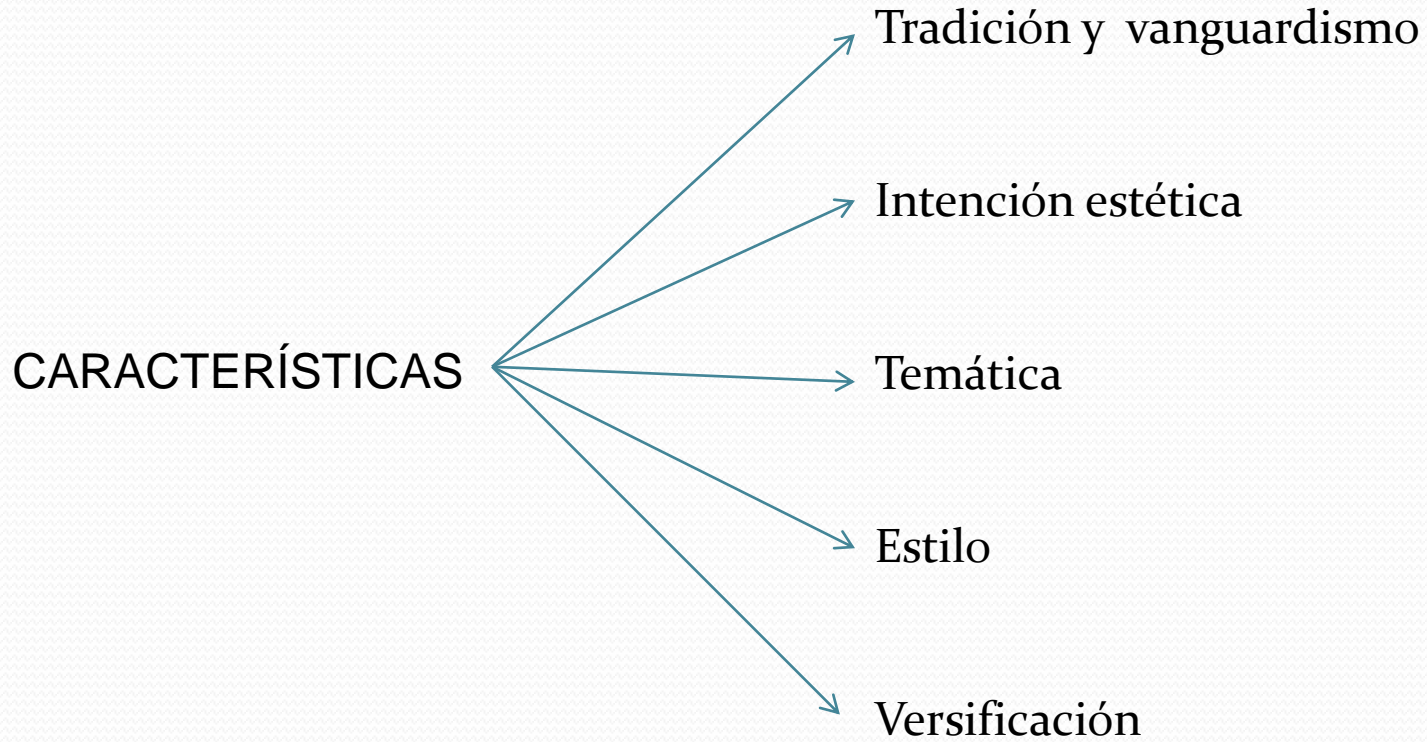 Tradición y vanguardismo
Intención estética
CARACTERÍSTICAS
Temática
Estilo
Versificación